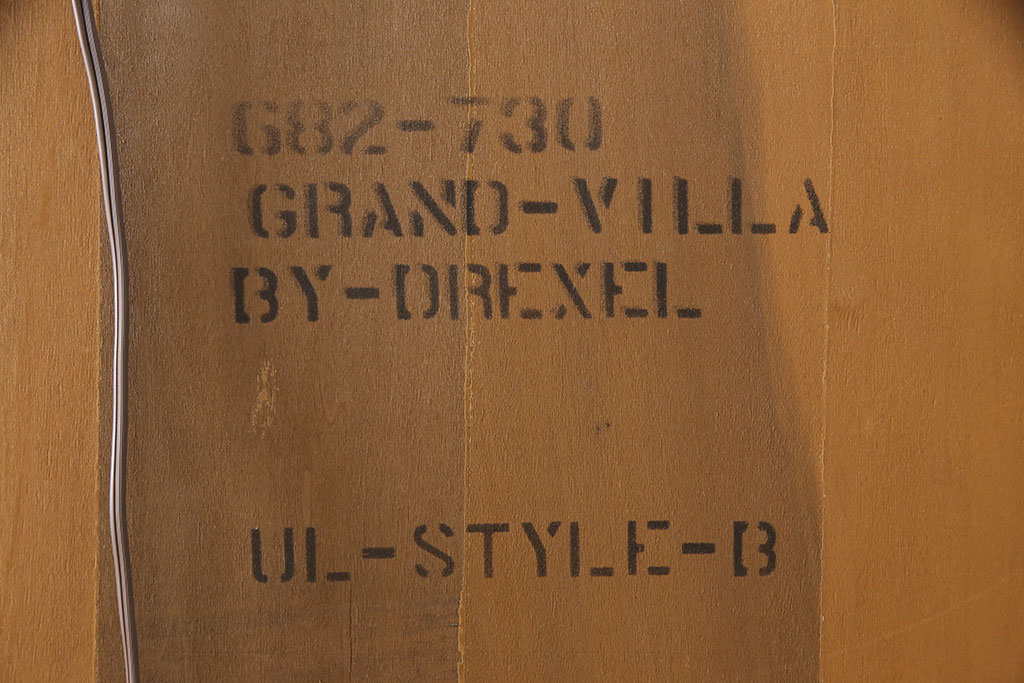 G82-730
GRAND-VILLA
BY-DREXEL
UL-STYLE-B